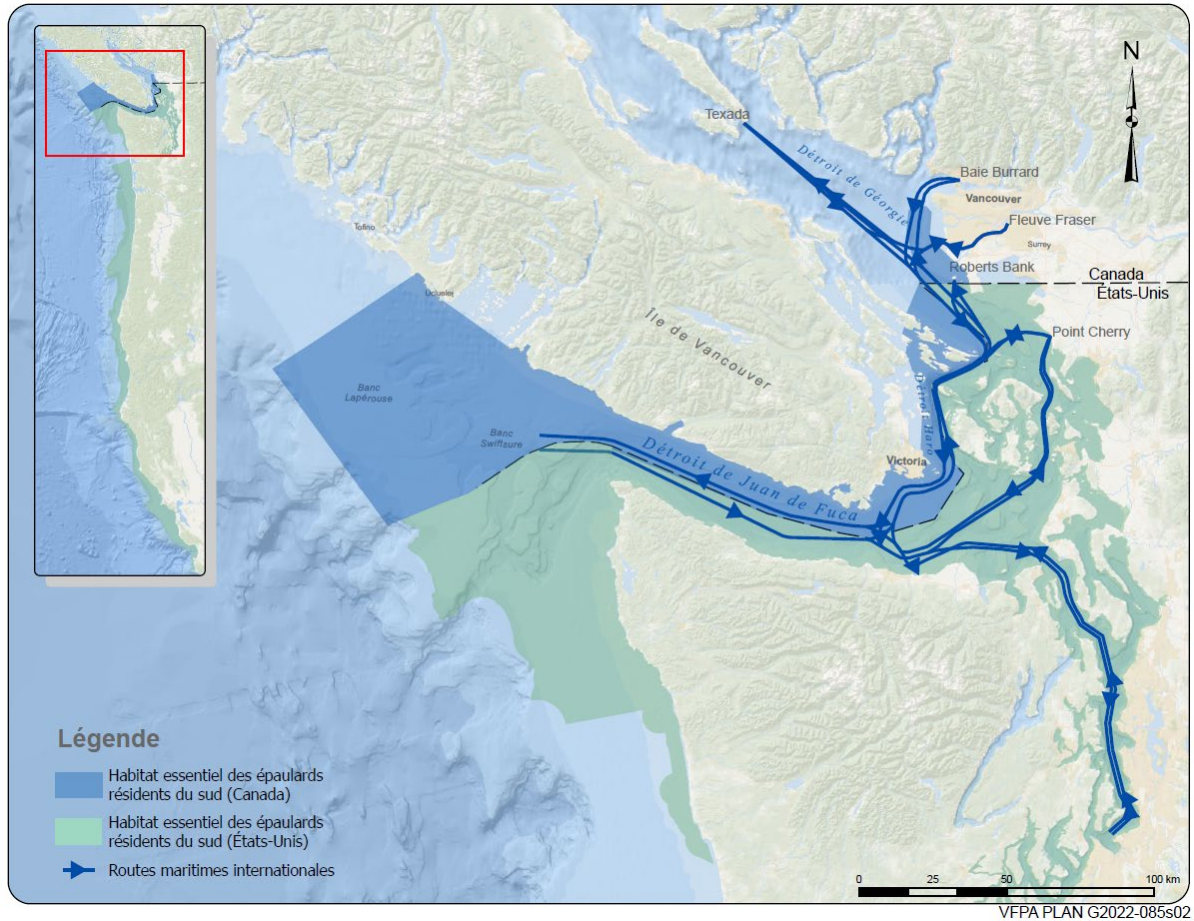 N
Texada
Détroit de Géorgie
Baie Burrard
Vancouver
Fleuve Fraser
Surrey
Roberts Bank
Canada
États-Unis
Tofino
Ucluelet
Île de Vancouver
Point Cherry
Banc
Lapérouse
Détroit Haro
Banc
Swiftsure
Victoria
Détroit de Juan de Fuca
Légende
Habitat essentiel des épaulards
résidents du sud (Canada)
Habitat essentiel des épaulards
résidents du sud (États-Unis)
Routes maritimes internationales
0 25 50 100 km
VFPA PLAN G2022-085s02